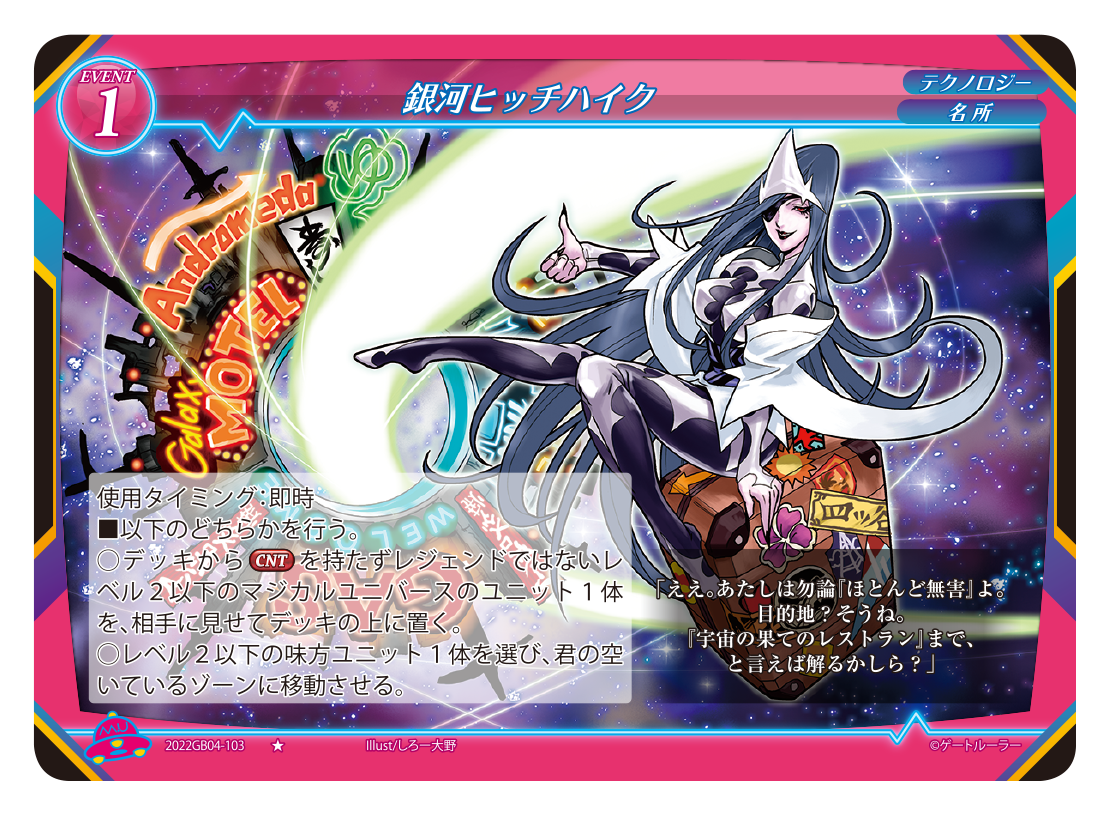 EVENT
1
銀河ヒッチハイク
テクノロジー
名所
Andromeda
ゆ
Galaxy
MOTEL
WELCO
四ッ谷
使用タイミング：即時
■以下のどちらかを行う。
○デッキから CNT を持たずレジェンドではないレ
ベル２以下のマジカルユニバースのユニット１体
を、相手に見せてデッキの上に置く。
○レベル２以下の味方ユニット１体を選び、君の空
いているゾーンに移動させる。
「ええ。あたしは勿論『ほとんど無害』よ。
目的地？そうね。
『宇宙の果てのレストラン』まで、
と言えば解るかしら？」
MU
2022GB04-103 ★ Illust/しろー大野 ©ゲートルーラー